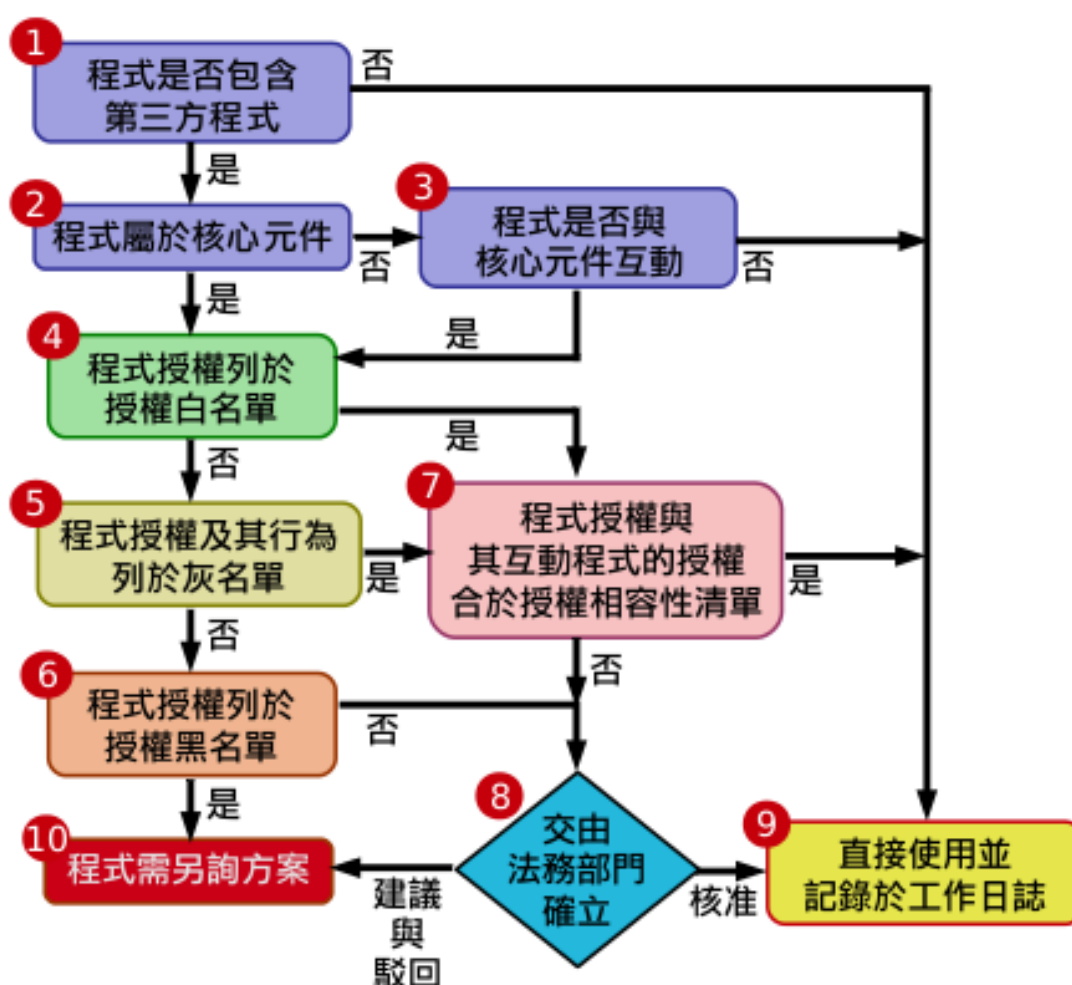 1
程式是否包含
第三方程式
否
是
2
程式屬於核心元件
否
3
程式是否與
核心元件互動
否
是
是
4
程式授權列於
授權白名單
是
否
5
程式授權及其行為
列於灰名單
是
7
程式授權與
其互動程式的授權
合於授權相容性清單
是
否
否
6
程式授權列於
授權黑名單
否
是
8
交由
法務部門
確立
核准
9
直接使用並
記錄於工作日誌
10
程式需另詢方案
建議
與
駁回